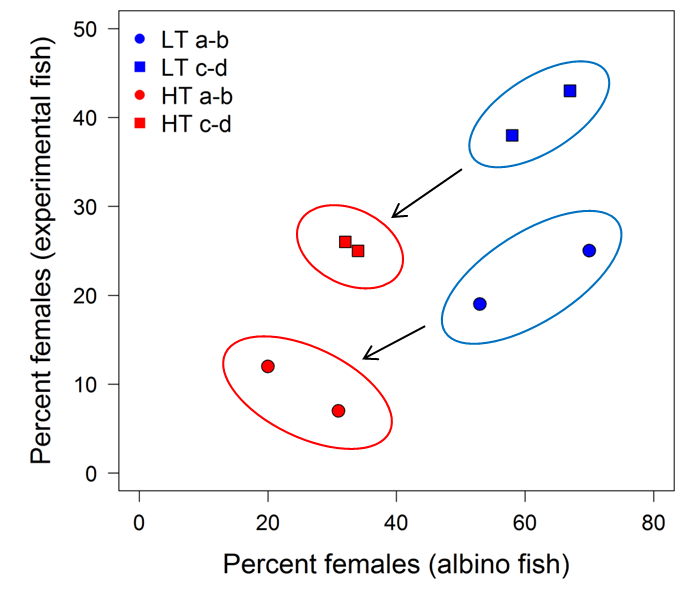 LT a-b
LT c-d
HT a-b
HT c-d
Percent females (experimental fish)
50
40
30
20
10
0
0 20 40 60 80
Percent females (albino fish)